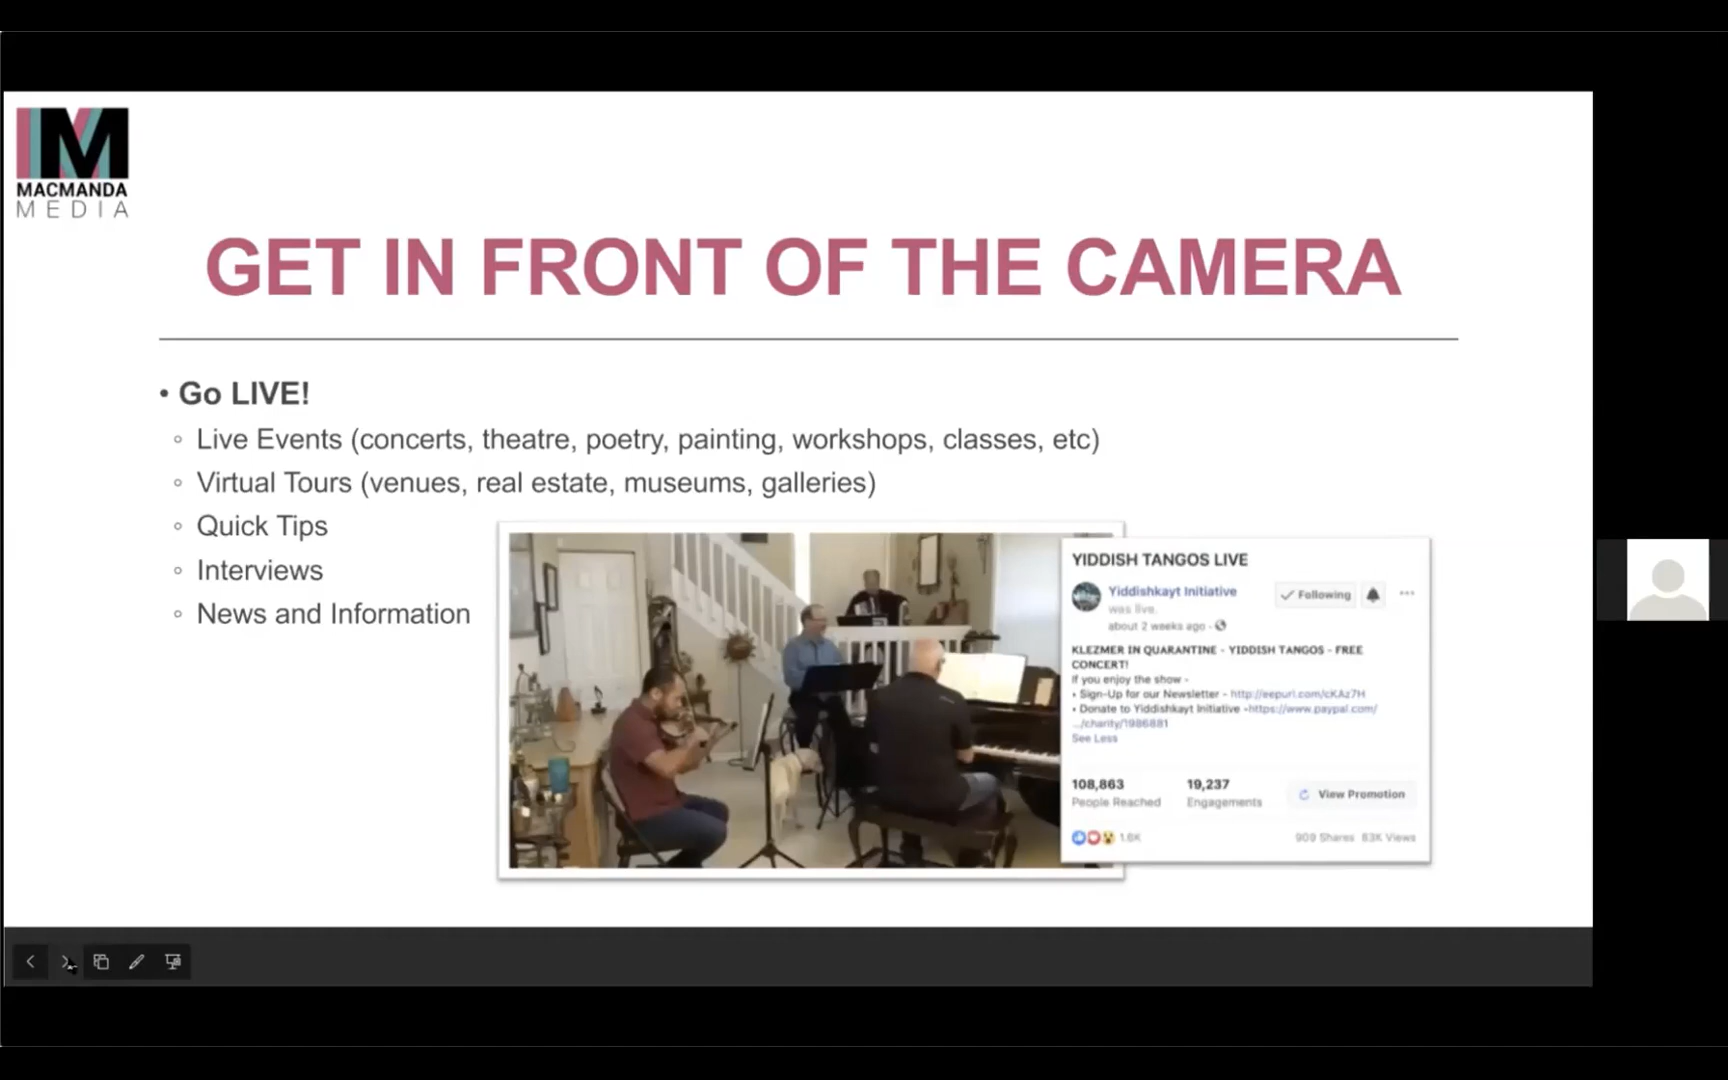 MACMANDA
MEDIA
GET IN FRONT OF THE CAMERA
• Go LIVE!
◦ Live Events (concerts, theatre, poetry, painting, workshops, classes, etc)
◦ Virtual Tours (venues, real estate, museums, galleries)
◦ Quick Tips
◦ Interviews
◦ News and Information
YIDDISH TANGOS LIVE
Yiddishkayt Initiative
Following
was live.
about 2 weeks ago ·
KLEZMER IN QUARANTINE - YIDDISH TANGOS - FREE
CONCERT!
If you enjoy the show -
• Sign-Up for our Newsletter - http://eepurl.com/cKAz7H
• Donate to Yiddishkayt Initiative -https://www.paypal.com/
.../charity/1986881
See Less
108,863 19,237 View Promotion
People Reached Engagements
1.6K 909 Shares 83K Views